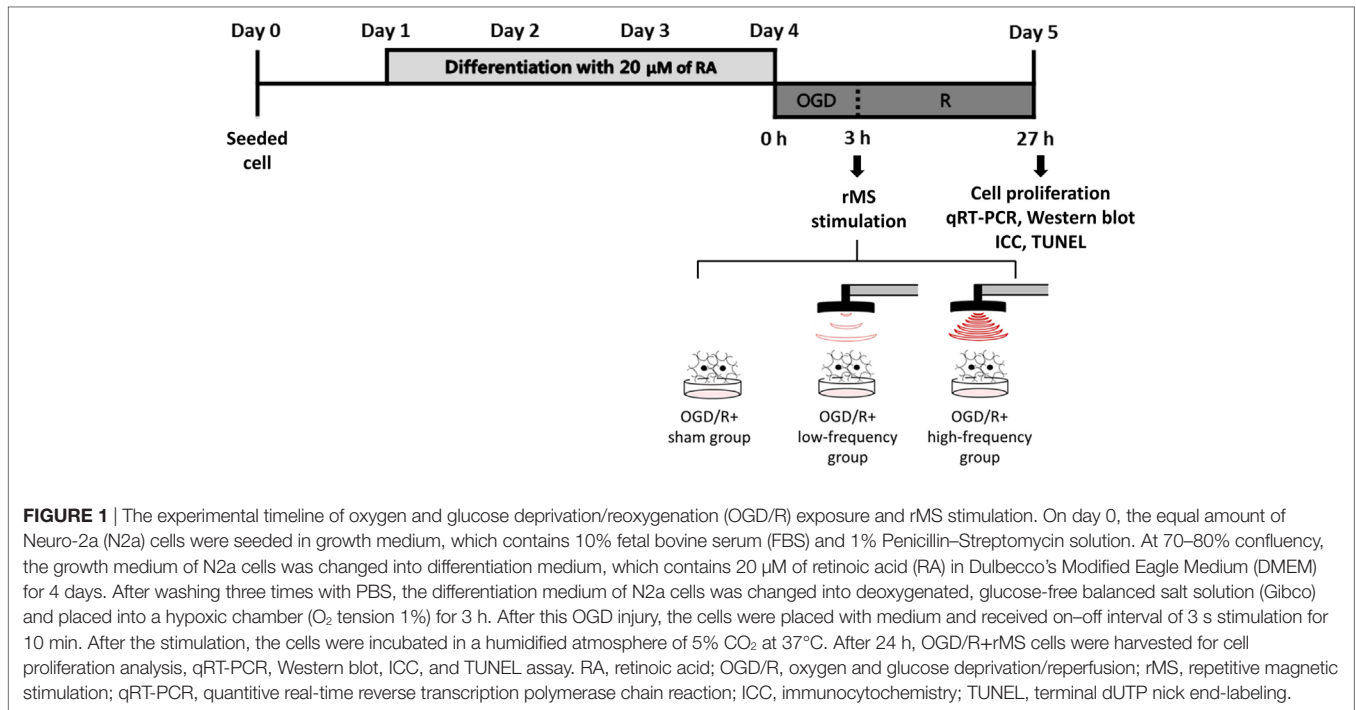 Day 0 Day 1 Day 2 Day 3 Day 4 Day 5
Differentiation with 20 μM of RA
OGD R
Seeded
cell
0 h 3 h 27 h
rMS
stimulation
Cell proliferation
qRT-PCR, Western blot
ICC, TUNEL
OGD/R+
sham group
OGD/R+
low-frequency
group
OGD/R+
high-frequency
group
FIGURE 1 | The experimental timeline of oxygen and glucose deprivation/reoxygenation (OGD/R) exposure and rMS stimulation. On day 0, the equal amount of
Neuro-2a (N2a) cells were seeded in growth medium, which contains 10% fetal bovine serum (FBS) and 1% Penicillin–Streptomycin solution. At 70–80% confluency,
the growth medium of N2a cells was changed into differentiation medium, which contains 20 μM of retinoic acid (RA) in Dulbecco's Modified Eagle Medium (DMEM)
for 4 days. After washing three times with PBS, the differentiation medium of N2a cells was changed into deoxygenated, glucose-free balanced salt solution (Gibco)
and placed into a hypoxic chamber (O₂ tension 1%) for 3 h. After this OGD injury, the cells were placed with medium and received on–off interval of 3 s stimulation for
10 min. After the stimulation, the cells were incubated in a humidified atmosphere of 5% CO₂ at 37°C. After 24 h, OGD/R+rMS cells were harvested for cell
proliferation analysis, qRT-PCR, Western blot, ICC, and TUNEL assay. RA, retinoic acid; OGD/R, oxygen and glucose deprivation/reperfusion; rMS, repetitive magnetic
stimulation; qRT-PCR, quantitive real-time reverse transcription polymerase chain reaction; ICC, immunocytochemistry; TUNEL, terminal dUTP nick end-labeling.